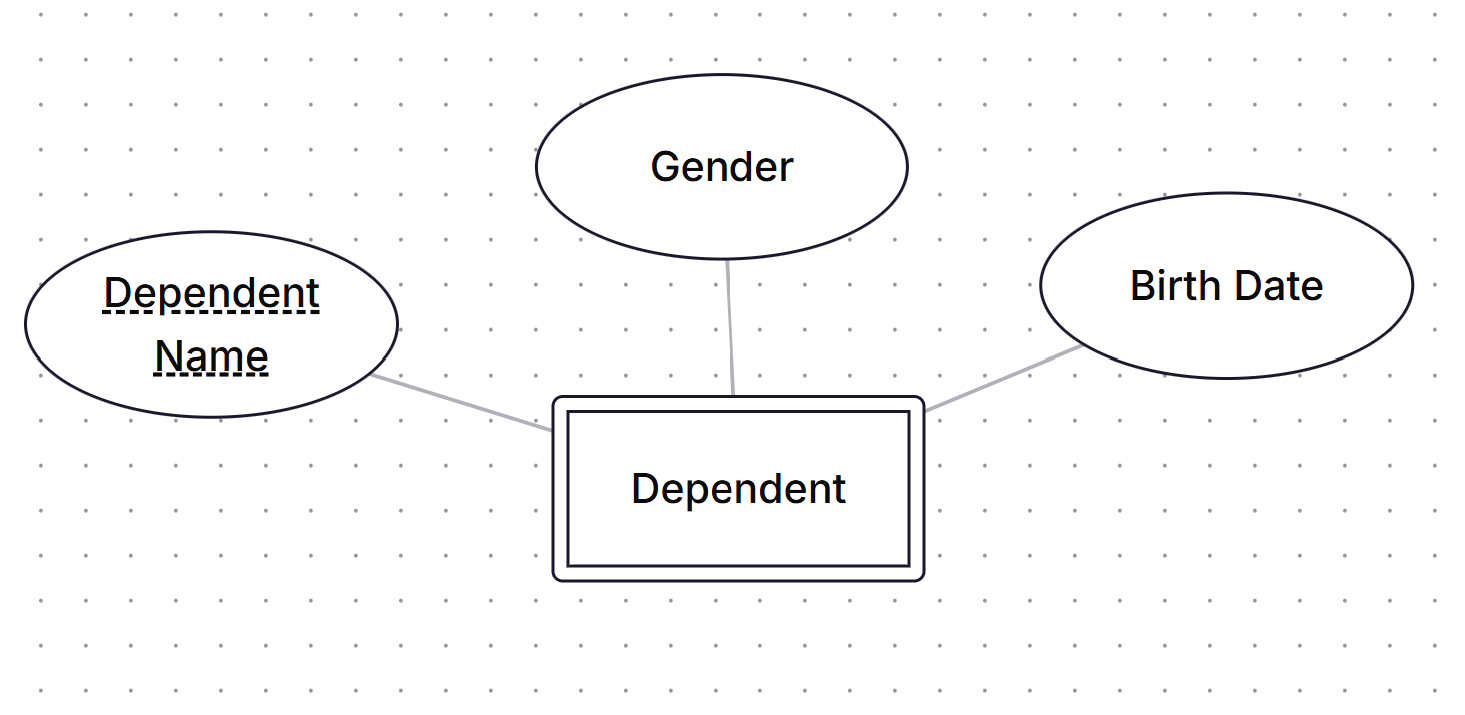 Gender
Birth Date
Dependent
Name
Dependent